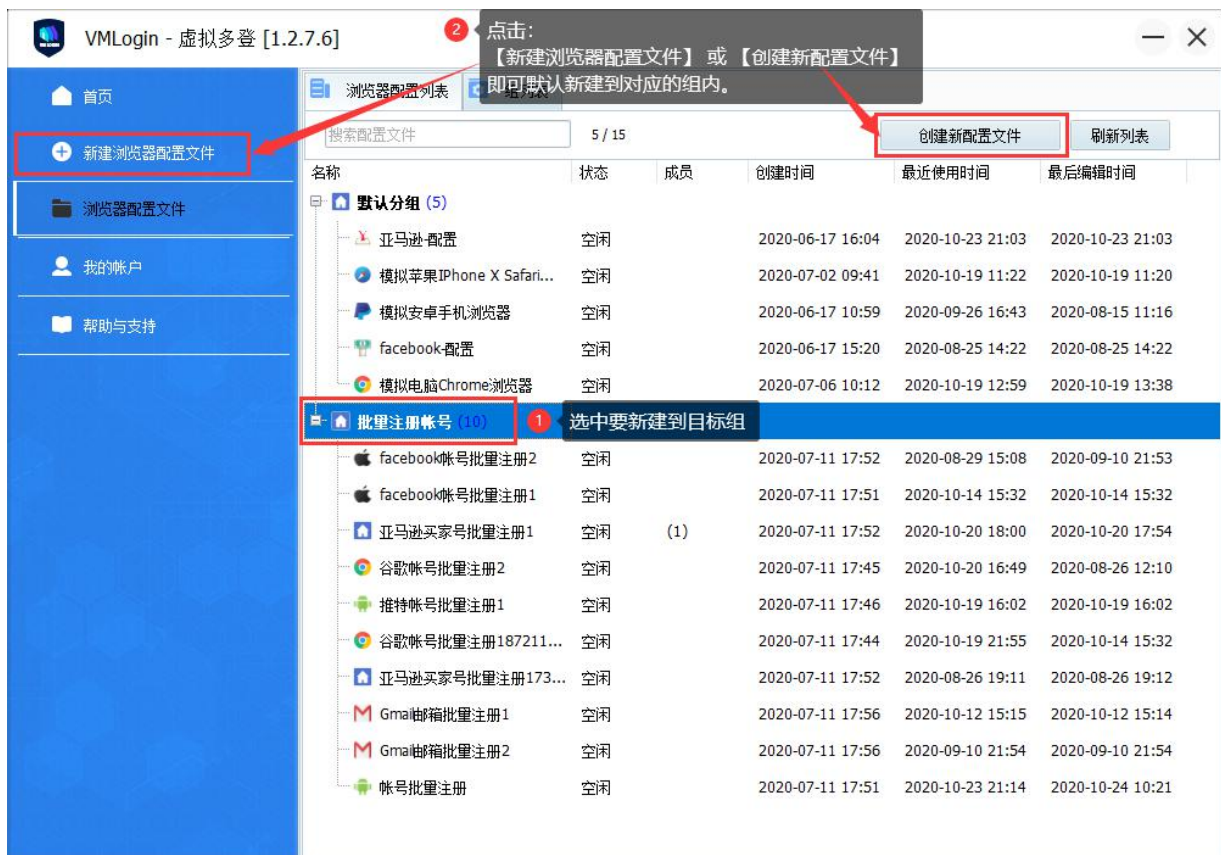 VMLogin - 虚拟多登 [1.2.7.6]
2
点击：
【新建浏览器配置文件】 或 【创建新配置文件】
即可默认新建到对应的组内。
首页
新建浏览器配置文件
浏览器配置文件
我的帐户
帮助与支持
浏览器配置列表
搜索配置文件
5 / 15
创建新配置文件
刷新列表
名称 状态 成员 创建时间 最近使用时间 最后编辑时间
默认分组 (5)
亚马逊-配置 空闲 2020-06-17 16:04 2020-10-23 21:03 2020-10-23 21:03
模拟苹果IPhone X Safari... 空闲 2020-07-02 09:41 2020-10-19 11:22 2020-10-19 11:20
模拟安卓手机浏览器 空闲 2020-06-17 10:59 2020-09-26 16:43 2020-08-15 11:16
facebook-配置 空闲 2020-06-17 15:20 2020-08-25 14:22 2020-08-25 14:22
模拟电脑Chrome浏览器 空闲 2020-07-06 10:12 2020-10-19 12:59 2020-10-19 13:38
批量注册帐号 (10) 1 选中要新建到目标组
facebook帐号批量注册2 空闲 2020-07-11 17:52 2020-08-29 15:08 2020-09-10 21:53
facebook帐号批量注册1 空闲 2020-07-11 17:51 2020-10-14 15:32 2020-10-14 15:32
亚马逊买家号批量注册1 空闲 (1) 2020-07-11 17:52 2020-10-20 18:00 2020-10-20 17:54
谷歌帐号批量注册2 空闲 2020-07-11 17:45 2020-10-20 16:49 2020-08-26 12:10
推特帐号批量注册1 空闲 2020-07-11 17:46 2020-10-19 16:02 2020-10-19 16:02
谷歌帐号批量注册187211... 空闲 2020-07-11 17:44 2020-10-19 21:55 2020-10-14 15:32
亚马逊买家号批量注册173... 空闲 2020-07-11 17:52 2020-08-26 19:11 2020-08-26 19:12
Gmail邮箱批量注册1 空闲 2020-07-11 17:56 2020-10-12 15:15 2020-10-12 15:14
Gmail邮箱批量注册2 空闲 2020-07-11 17:56 2020-09-10 21:54 2020-09-10 21:54
帐号批量注册 空闲 2020-07-11 17:51 2020-10-23 21:14 2020-10-24 10:21